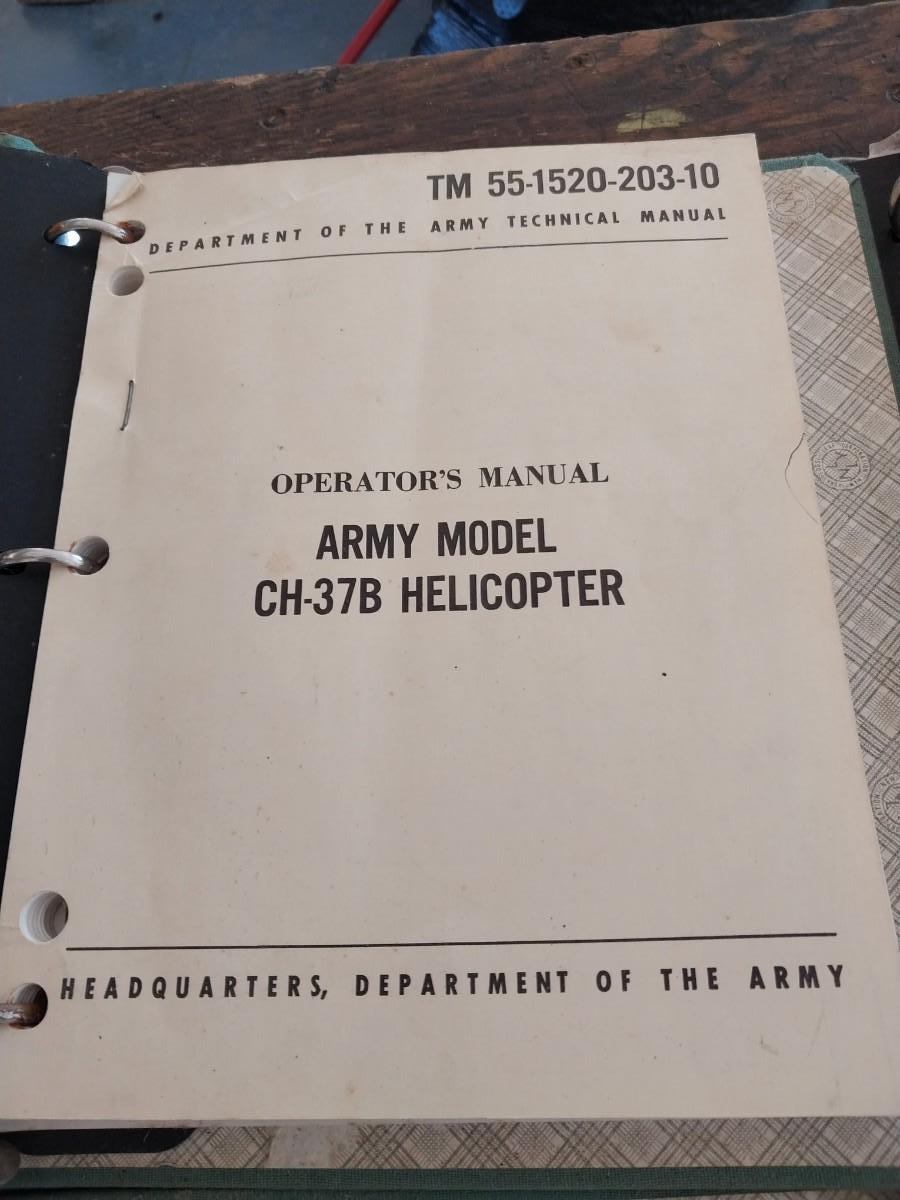 TM 55-1520-203-10
DEPARTMENT OF THE ARMY TECHNICAL MANUAL
OPERATOR'S MANUAL
ARMY MODEL
CH-37B HELICOPTER
HEADQUARTERS, DEPARTMENT OF THE ARMY